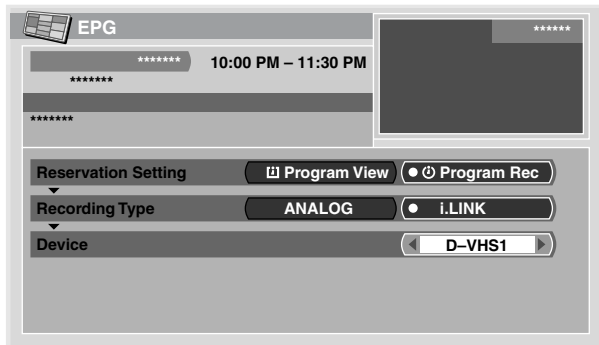 EPG
******
******* 10:00 PM – 11:30 PM
*******
*******
Reservation Setting Program View Program Rec
Recording Type ANALOG i.LINK
Device D–VHS1